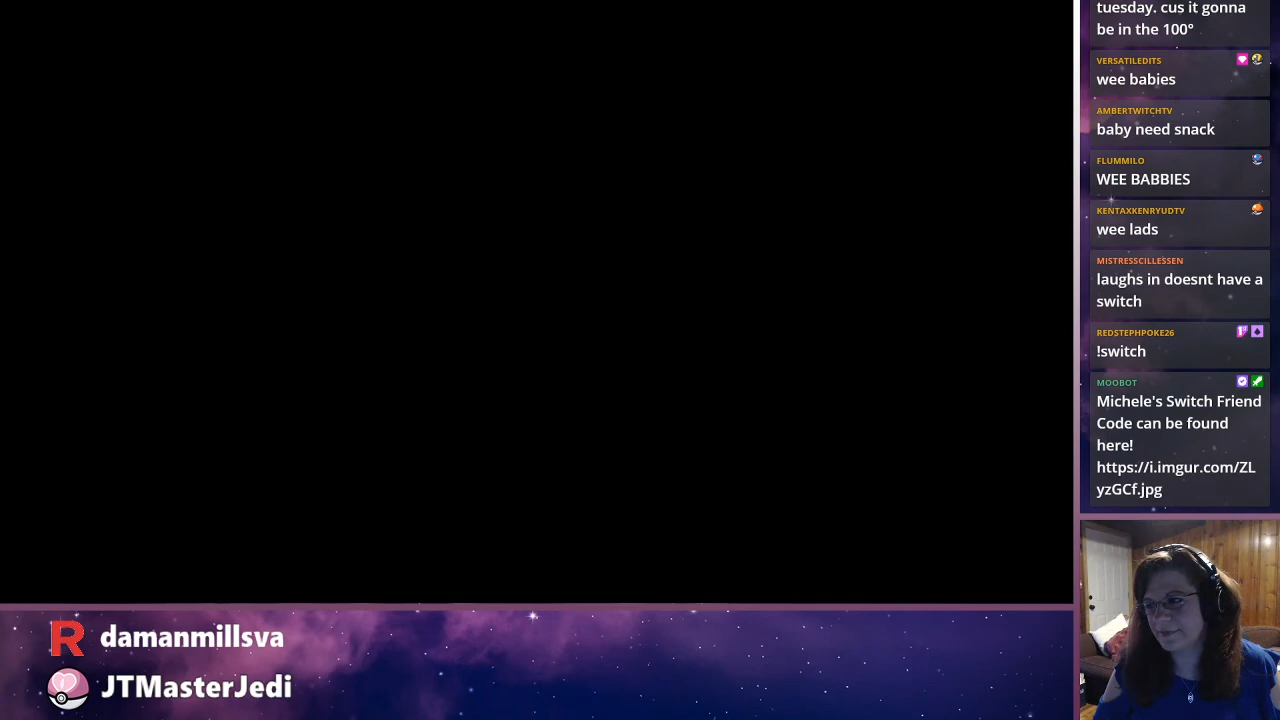 tuesday. cus it gonna
be in the 100°
VERSATILEDITS
wee babies
AMBERTWITCHTV
baby need snack
FLUMMILO
WEE BABBIES
KENTAXKENRYUDTV
wee lads
MISTRESSCILLESSEN
laughs in doesnt have a
switch
REDSTEPHPOKE26
!switch
MOOBOT
Michele's Switch Friend
Code can be found
here!
https://i.imgur.com/ZL
yzGCf.jpg
R damanmillsva
JTMasterJedi